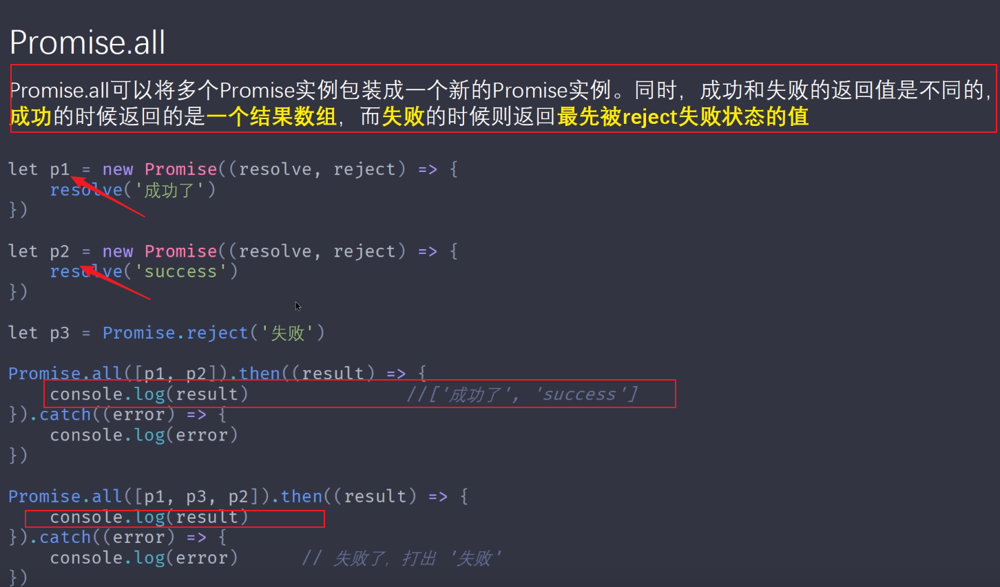 Promise.all
Promise.all可以将多个Promise实例包装成一个新的Promise实例。同时，成功和失败的返回值是不同的，
成功的时候返回的是一个结果数组，而失败的时候则返回最先被reject失败状态的值
let p1 = new Promise((resolve, reject) => {
    resolve('成功了')
})
let p2 = new Promise((resolve, reject) => {
    resolve('success')
})
let p3 = Promise.reject('失败')
Promise.all([p1, p2]).then((result) => {
    console.log(result)               //['成功了', 'success']
}).catch((error) => {
    console.log(error)
})
Promise.all([p1, p3, p2]).then((result) => {
    console.log(result)
}).catch((error) => {
    console.log(error)      // 失败了，打出 '失败'
})